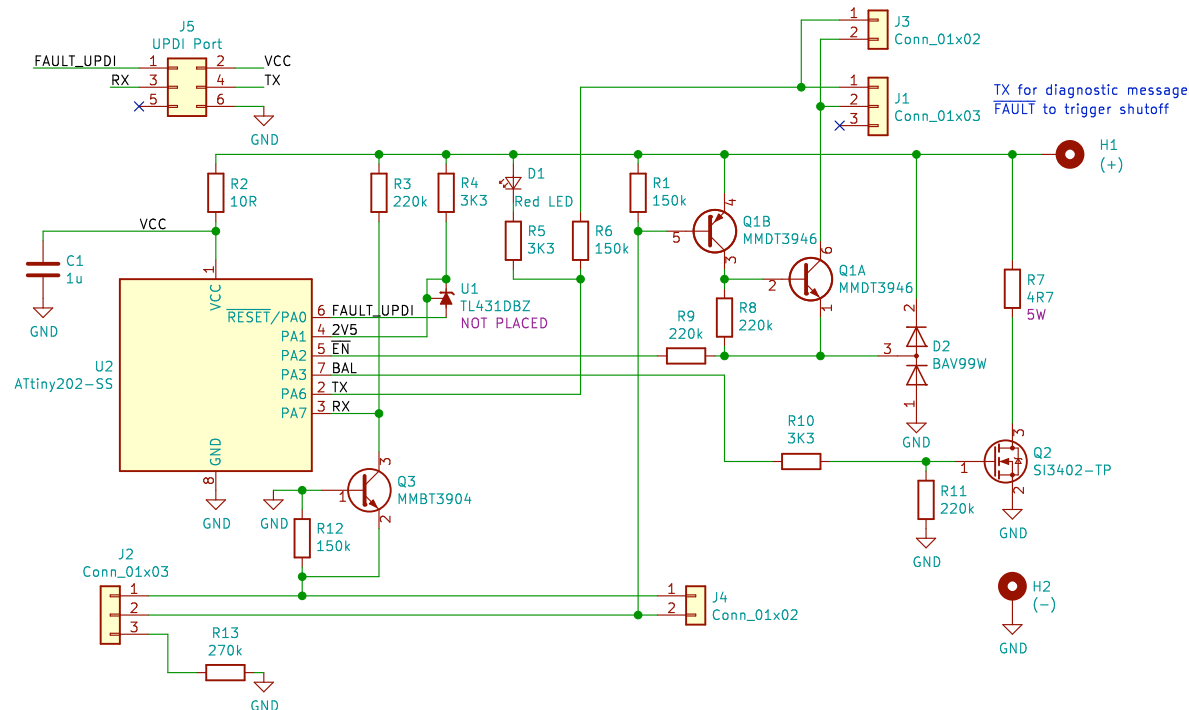 J5
UPDI Port
FAULT_UPDI 1 2 VCC
RX 3 4 TX
5 6
GND
1 J3
2 Conn_01x02
1
2 J1
3 Conn_01x03
TX for diagnostic message
FAULT to trigger shutoff
H1
(+)
R2
10R
R3
220k
R4
3K3
D1
Red LED
R5
3K3
R6
150k
R1
150k
4
5
3
Q1B
MMDT3946
6
2
1
Q1A
MMDT3946
R7
4R7
5W
VCC
C1
1u
GND
1
VCC
U1
TL431DBZ
NOT PLACED
R8
220k
R9
220k
2
3
1
D2
BAV99W
GND
U2
ATtiny202-SS
RESET/PA0 6 FAULT_UPDI
PA1 4 2V5
PA2 5 EN
PA3 7 BAL
PA6 2 TX
PA7 3 RX
GND
8
GND
R10
3K3
3
1
2
Q2
SI3402-TP
GND
R11
220k
GND
3
1
2
Q3
MMBT3904
GND
R12
150k
J2
Conn_01x03
1
2
3
1 J4
2 Conn_01x02
H2
(-)
GND
R13
270k
GND